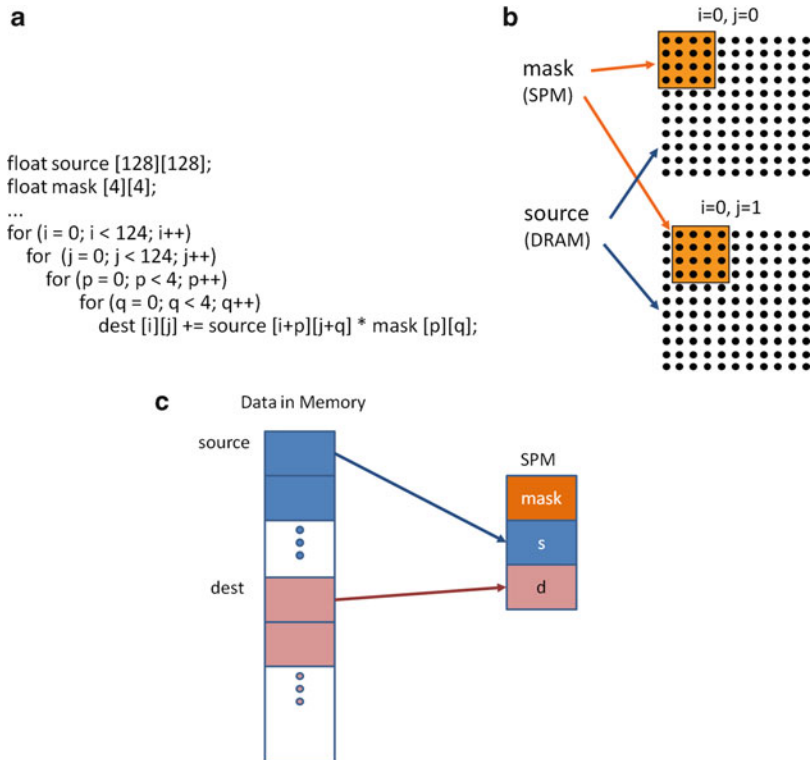 a
float source [128][128];
float mask [4][4];
...
for (i = 0; i < 124; i++)
for (j = 0; j < 124; j++)
for (p = 0; p < 4; p++)
for (q = 0; q < 4; q++)
dest [i][j] += source [i+p][j+q] * mask [p][q];
b
i=0, j=0
mask
(SPM)
source
(DRAM)
i=0, j=1
c
Data in Memory
source
dest
SPM
mask
s
d